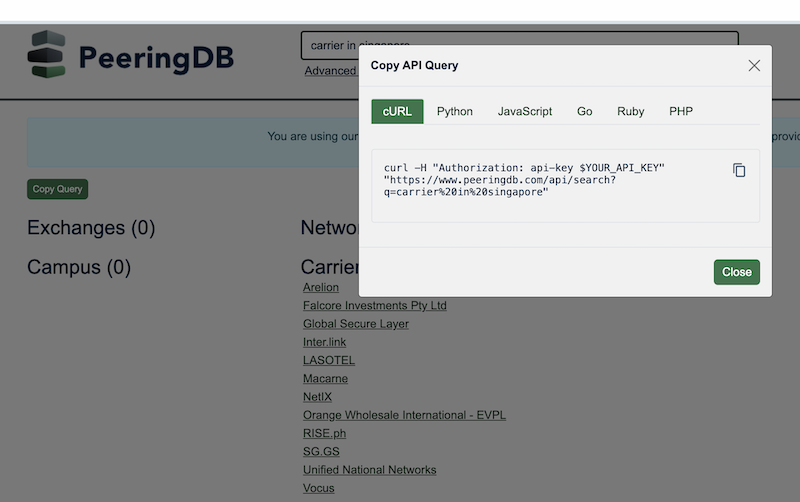 PeeringDB
carrier in singapore
Advanced
Copy API Query
cURL
Python
JavaScript
Go
Ruby
PHP
You are using our
curl -H "Authorization: api-key $YOUR_API_KEY"
"https://www.peeringdb.com/api/search?
q=carrier%20in%20singapore"
Copy Query
Exchanges (0)
Campus (0)
Close
Arelion
Falcore Investments Pty Ltd
Global Secure Layer
Inter.link
LASOTEL
Macarne
NetIX
Orange Wholesale International - EVPL
RISE.ph
SG.GS
Unified National Networks
Vocus